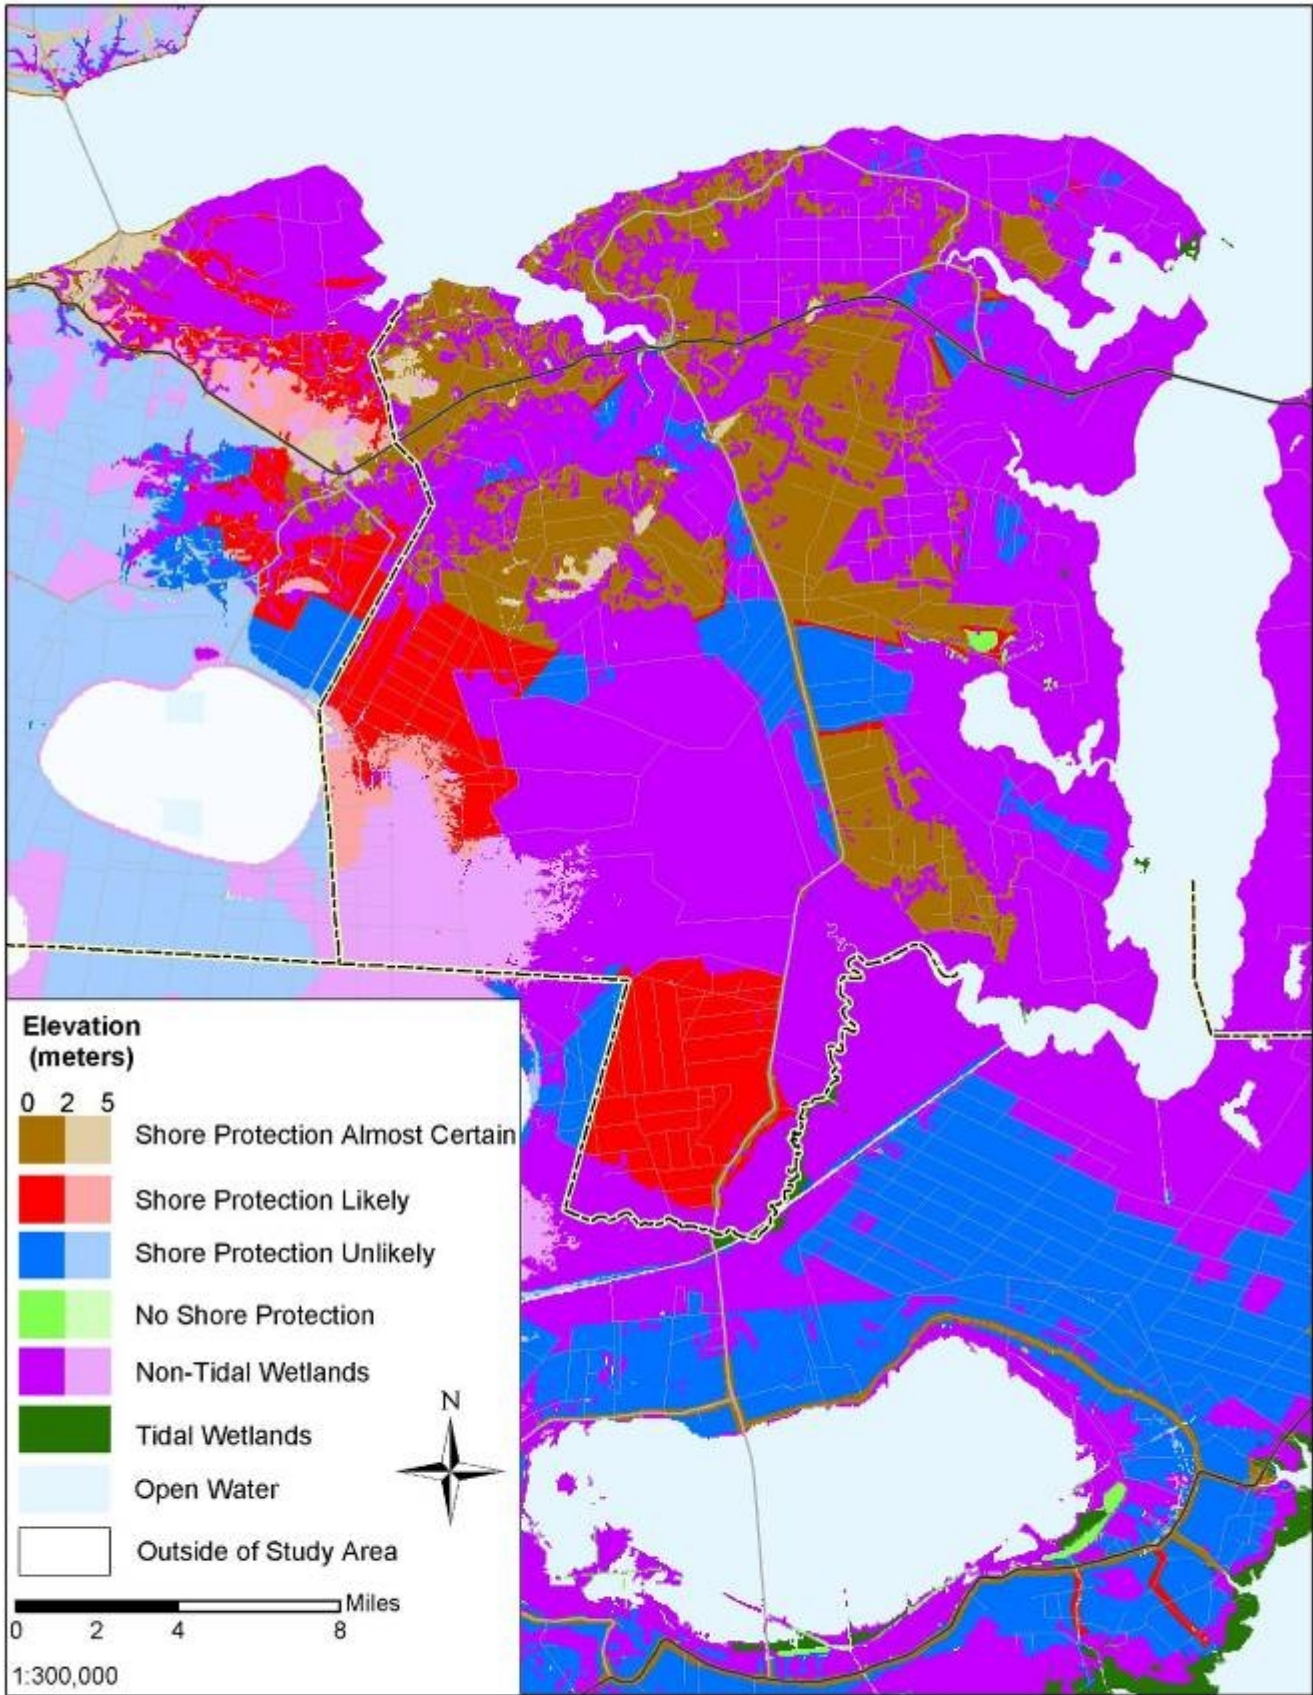 Elevation
(meters)
0 2 5
Shore Protection Almost Certain
Shore Protection Likely
Shore Protection Unlikely
No Shore Protection
Non-Tidal Wetlands
N
Tidal Wetlands
Open Water
Outside of Study Area
Miles
0 2 4 8
1:300,000